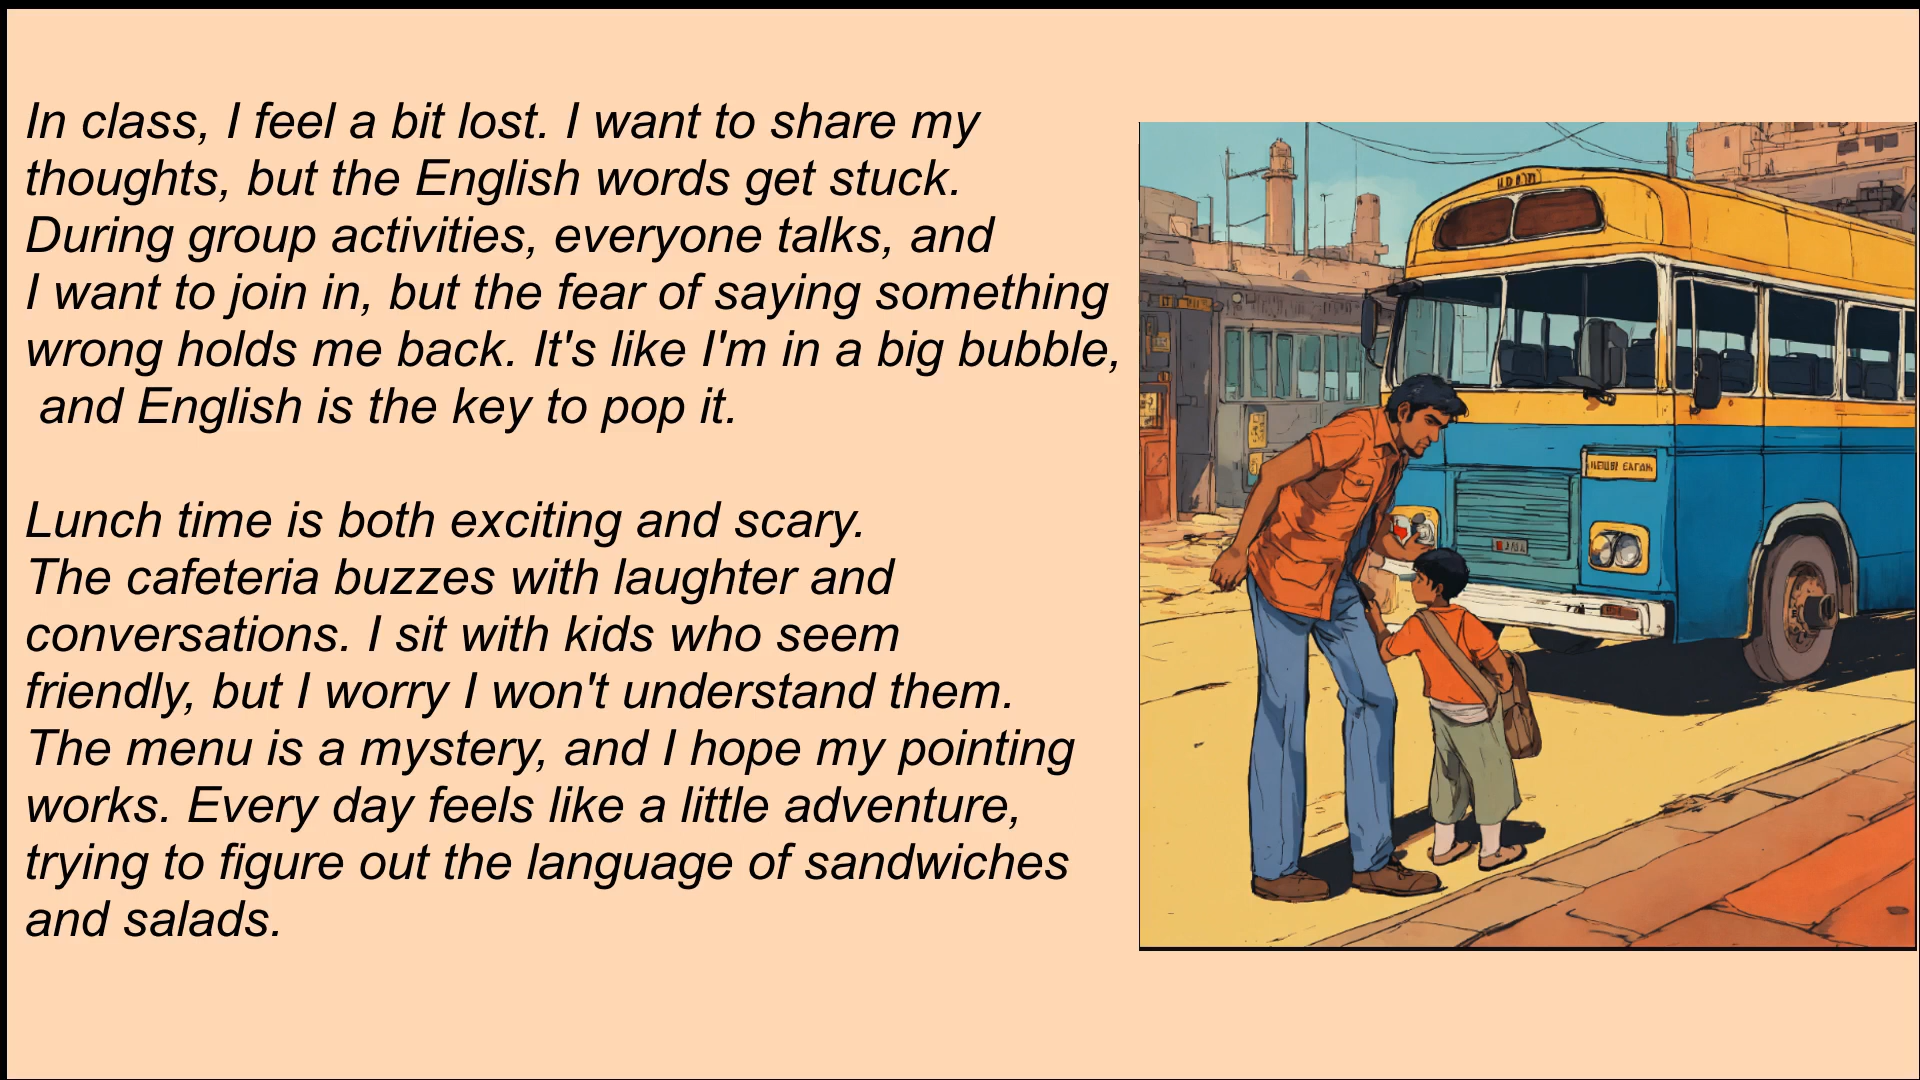 In class, I feel a bit lost. I want to share my
thoughts, but the English words get stuck.
During group activities, everyone talks, and
I want to join in, but the fear of saying something
wrong holds me back. It's like I'm in a big bubble,
and English is the key to pop it.
Lunch time is both exciting and scary.
The cafeteria buzzes with laughter and
conversations. I sit with kids who seem
friendly, but I worry I won't understand them.
The menu is a mystery, and I hope my pointing
works. Every day feels like a little adventure,
trying to figure out the language of sandwiches
and salads.